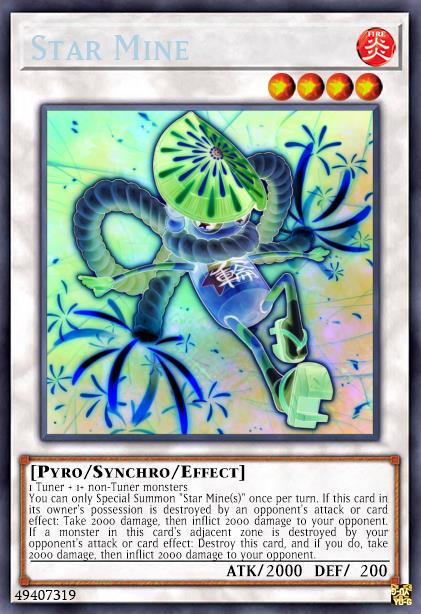 STAR MINE
FIRE
炎
[PYRO/SYNCHRO/EFFECT]
1 Tuner + 1+ non-Tuner monsters
You can only Special Summon "Star Mine(s)" once per turn. If this card in
its owner's possession is destroyed by an opponent's attack or card
effect: Take 2000 damage, then inflict 2000 damage to your opponent.
If a monster in this card's adjacent zone is destroyed by your
opponent's attack or card effect: Destroy this card, and if you do, take
2000 damage, then inflict 2000 damage to your opponent.
ATK/2000 DEF/ 200
49407319